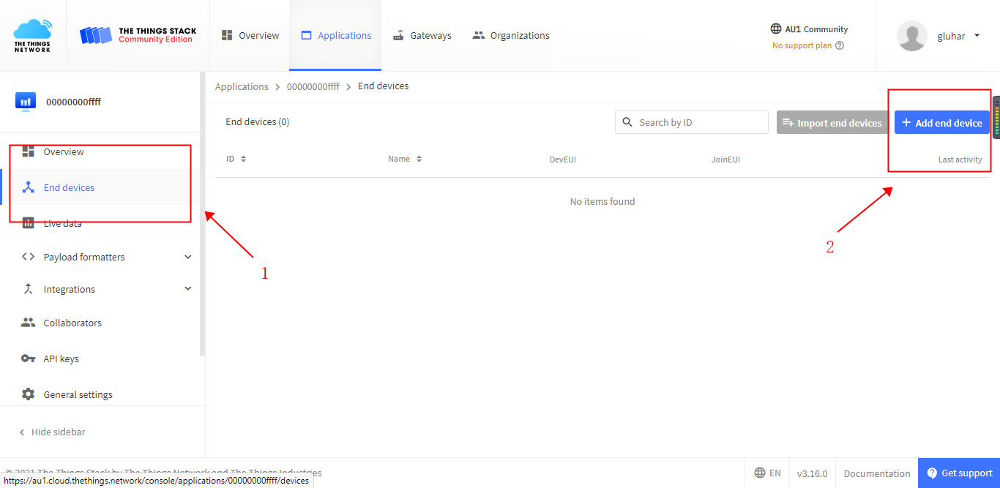 THE THINGS
NETWORK
THE THINGS STACK
Community Edition
Overview
Applications
Gateways
Organizations
AU1 Community
No support plan
gluhar
00000000ffff
Overview
End devices
Live data
Payload formatters
Integrations
Collaborators
API keys
General settings
Hide sidebar
Applications > 00000000ffff > End devices
End devices (0)
Search by ID
Import end devices
+ Add end device
ID Name DevEUI JoinEUI Last activity
No items found
1
2
© 2021 The Things Stack by The Things Network and The Things Industries
https://au1.cloud.thethings.network/console/applications/00000000ffff/devices
EN
v3.16.0
Documentation
Get support